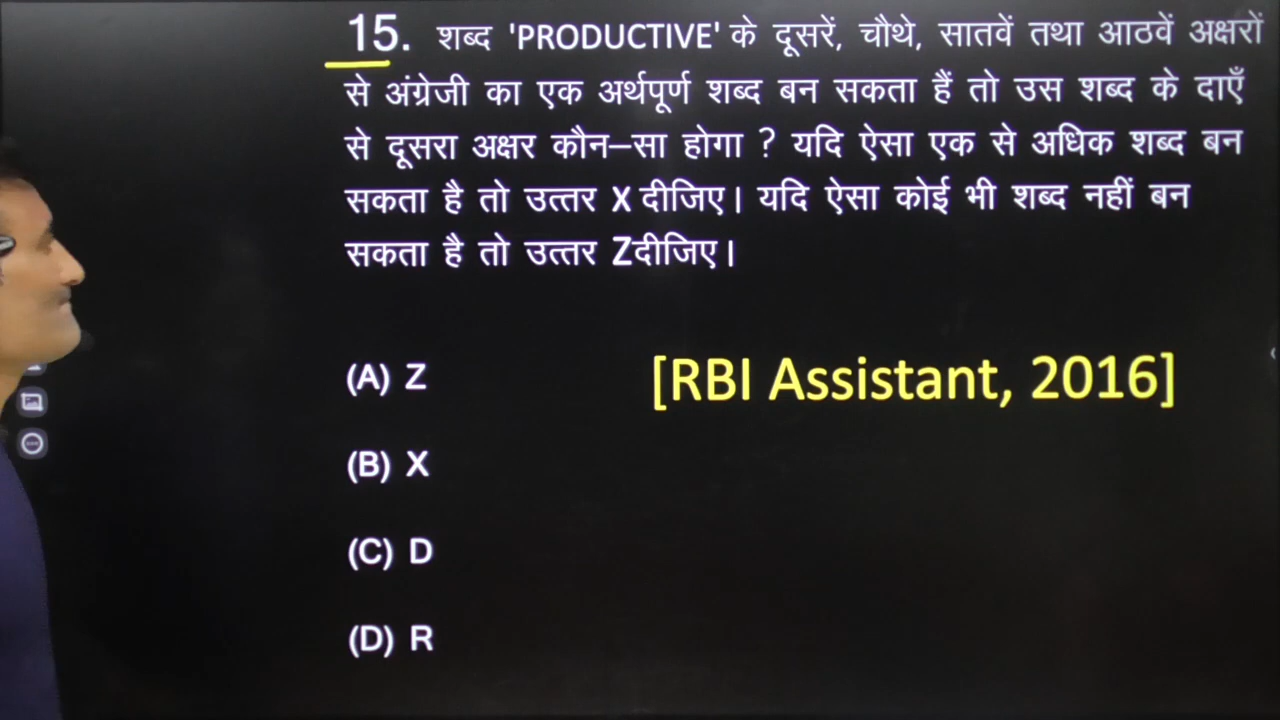 15. शब्द 'PRODUCTIVE' के दूसरें, चौथे, सातवें तथा आठवें अक्षरों
से अंग्रेजी का एक अर्थपूर्ण शब्द बन सकता हैं तो उस शब्द के दाएँ
से दूसरा अक्षर कौन–सा होगा ? यदि ऐसा एक से अधिक शब्द बन
सकता है तो उत्तर X दीजिए। यदि ऐसा कोई भी शब्द नहीं बन
सकता है तो उत्तर Zदीजिए।
(A) Z
[RBI Assistant, 2016]
(B) X
(C) D
(D) R